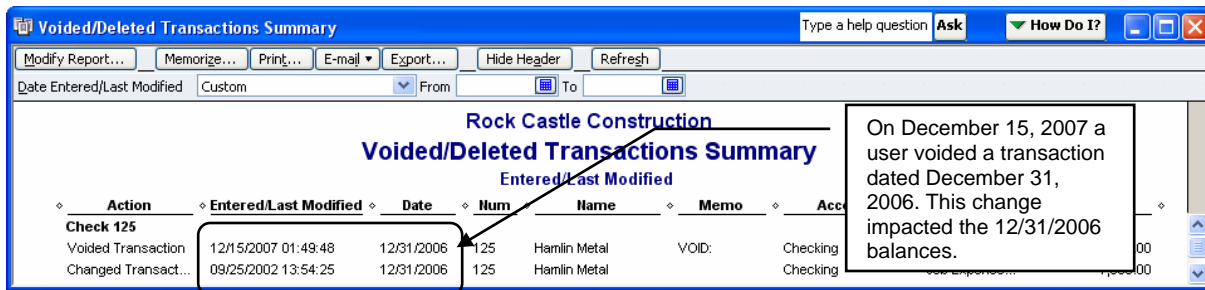 Voided/Deleted Transactions Summary Type a help question Ask How Do I?
Modify Report... Memorize... Print... E-mail Export... Hide Header Refresh
Date Entered/Last Modified Custom From To
Rock Castle Construction
Voided/Deleted Transactions Summary
Entered/Last Modified
Action Entered/Last Modified Date Num Name Memo
Check 125
Voided Transaction 12/15/2007 01:49:48 12/31/2006 125 Hamlin Metal VOID: Checking
Changed Transact... 09/25/2002 13:54:25 12/31/2006 125 Hamlin Metal Checking
On December 15, 2007 a
user voided a transaction
dated December 31,
2006. This change
impacted the 12/31/2006
balances.